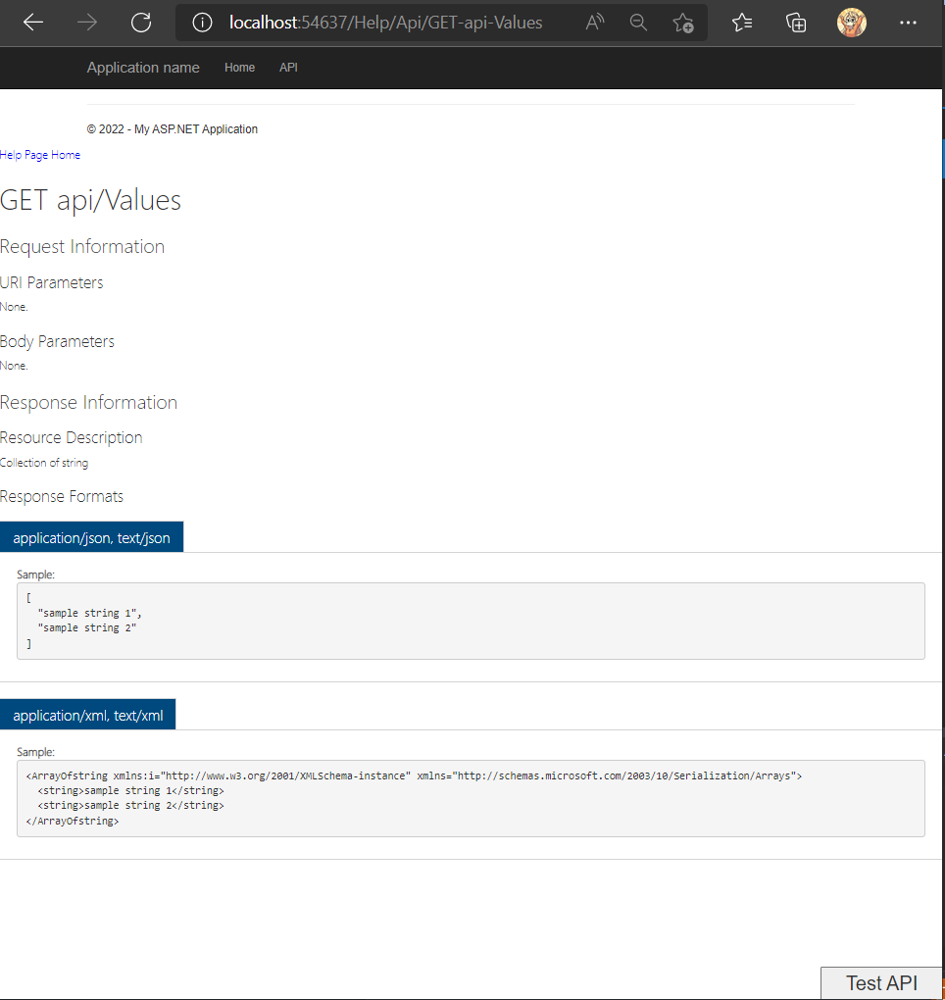 localhost:54637/Help/Api/GET-api-Values
Application name Home API
© 2022 - My ASP.NET Application
Help Page Home
GET api/Values
Request Information
URI Parameters
None.
Body Parameters
None.
Response Information
Resource Description
Collection of string
Response Formats
application/json, text/json
Sample:
[
  "sample string 1",
  "sample string 2"
]
application/xml, text/xml
Sample:
<ArrayOfstring xmlns:i="http://www.w3.org/2001/XMLSchema-instance" xmlns="http://schemas.microsoft.com/2003/10/Serialization/Arrays">
  <string>sample string 1</string>
  <string>sample string 2</string>
</ArrayOfstring>
Test API